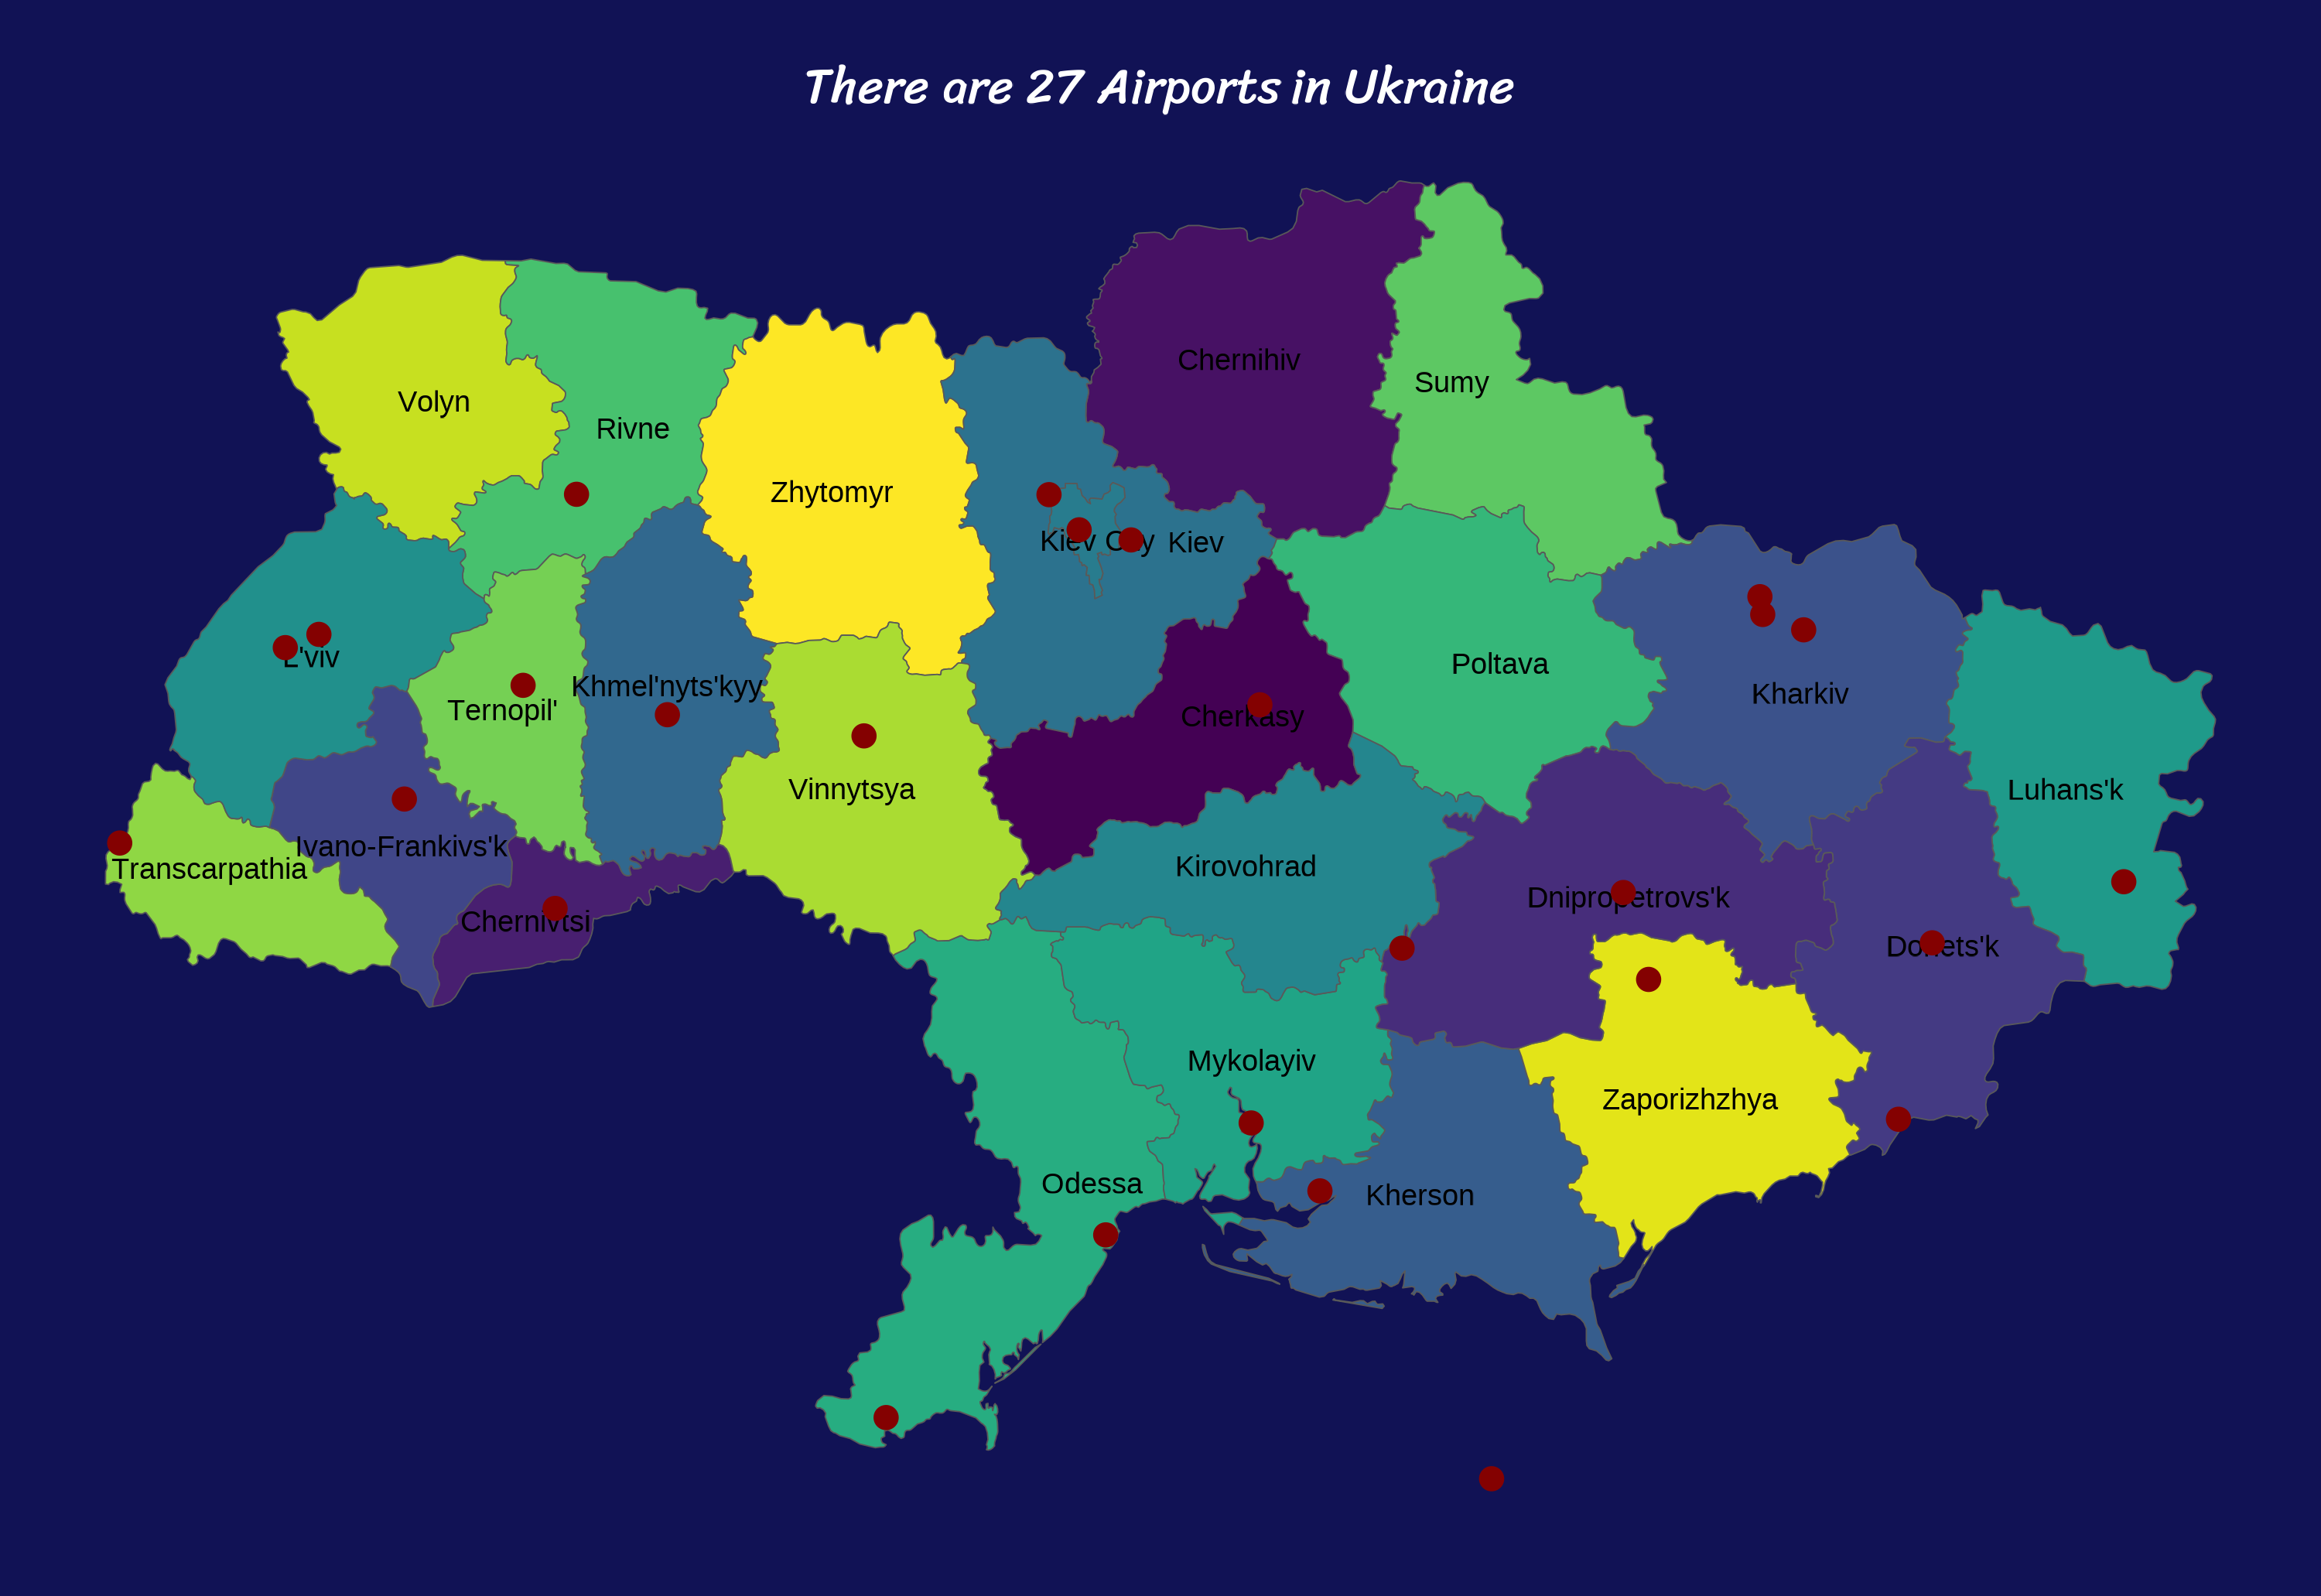 There are 27 Airports in Ukraine
Chernihiv
Sumy
Volyn
Rivne
Zhytomyr
Kiev City
Kiev
L'viv
Poltava
Khmel'nyts'kyy
Kharkiv
Ternopil'
Cherkasy
Vinnytsya
Luhans'k
Ivano-Frankivs'k
Transcarpathia
Kirovohrad
Dnipropetrovs'k
Chernivtsi
Donets'k
Mykolayiv
Zaporizhzhya
Odessa
Kherson